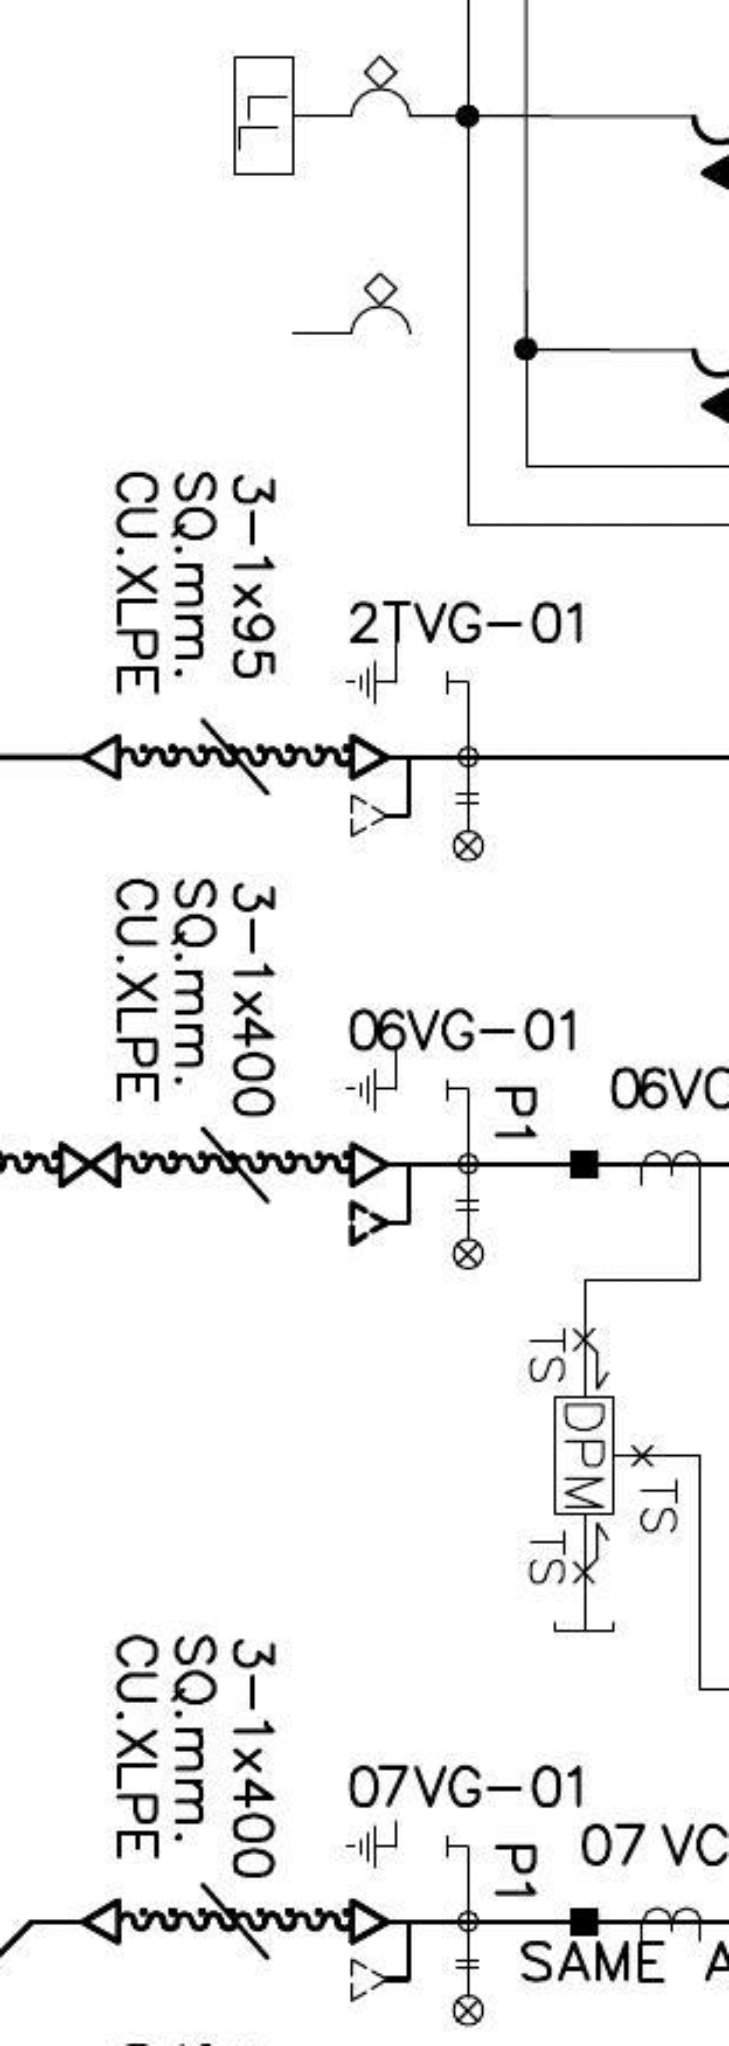 LL
3-1x95
SQ.mm.
CU.XLPE
2TVG-01
3-1x400
SQ.mm.
CU.XLPE
06VG-01
P1
06VC
TS
DPM
TS
TS
3-1x400
SQ.mm.
CU.XLPE
07VG-01
P1
07 VC
SAME A